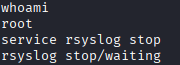 whoami
root
service rsyslog stop
rsyslog stop/waiting